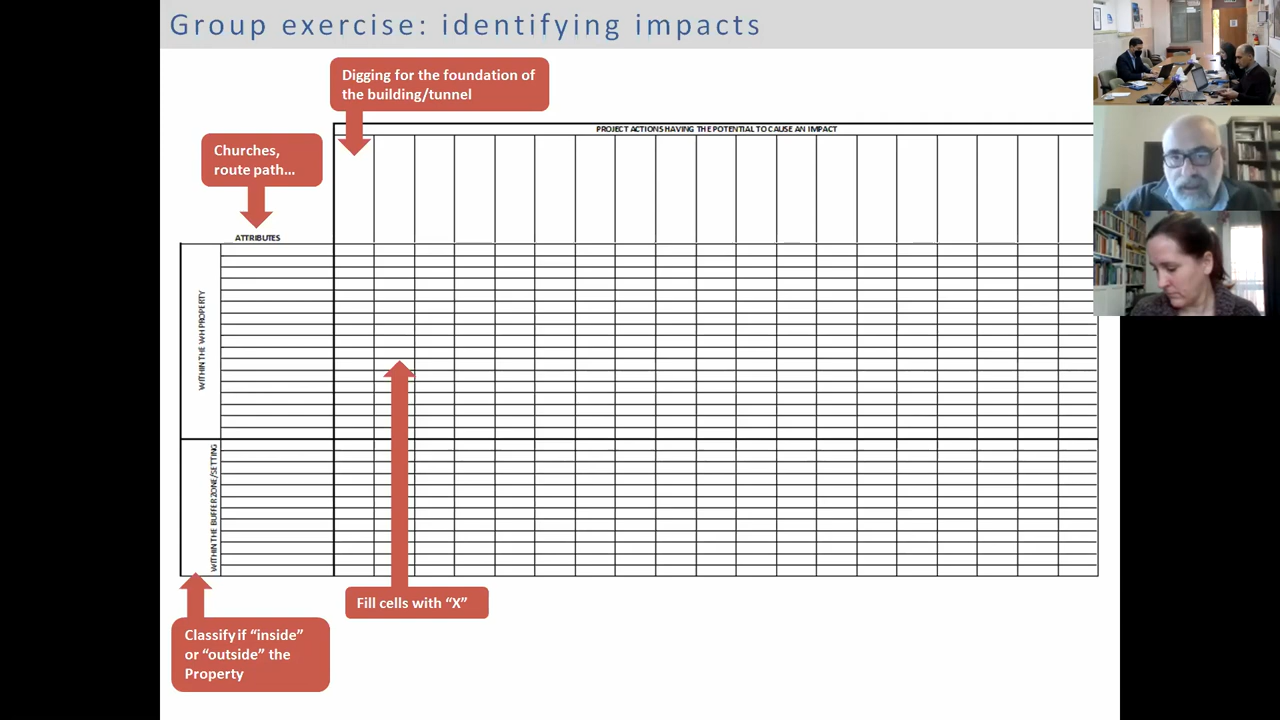 Group exercise: identifying impacts
Digging for the foundation of
the building/tunnel
PROJECT ACTIONS HAVING THE POTENTIAL TO CAUSE AN IMPACT
Churches,
route path...
ATTRIBUTES
WITHIN THE WH PROPERTY
WITHIN THE BUFFER ZONE/SETTING
Fill cells with “X”
Classify if “inside”
or “outside” the
Property